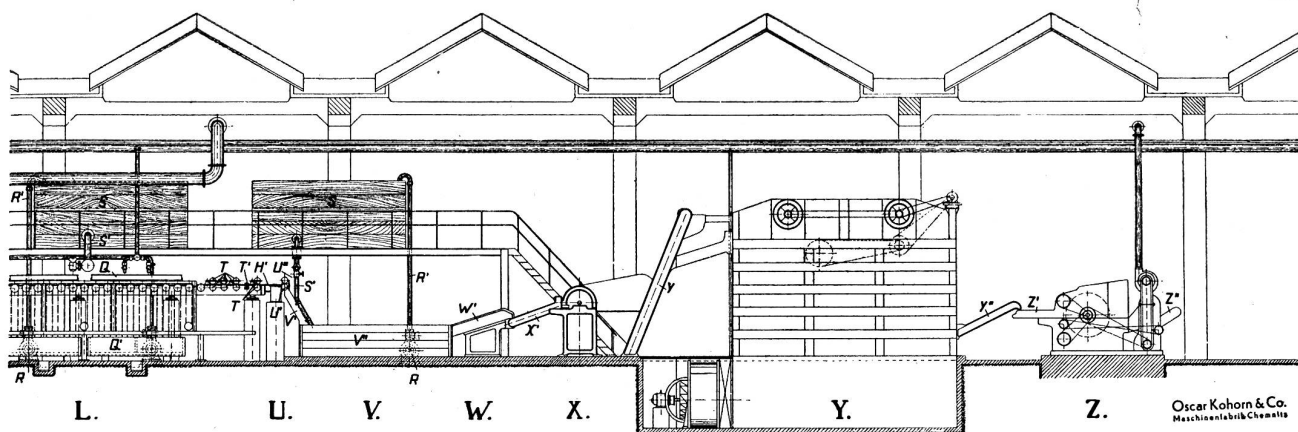 R' S S
S'
Q T T' H' U'' R'
S' y
T U' V' W' Y'' Z' Z''
X'
Q' V''
R R
L. U. V. W. X. Y. Z.
Oscar Kohorn & Co.
Maschinenfabrik Chemnitz